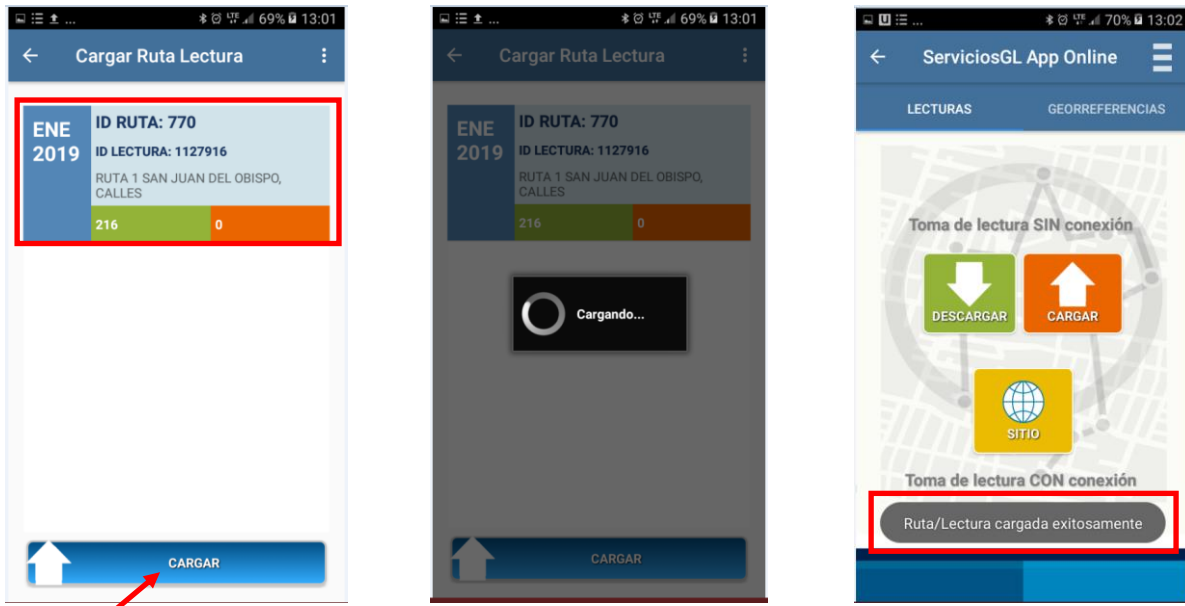 ... LTE 69% 13:01
Cargar Ruta Lectura
ENE
2019
ID RUTA: 770
ID LECTURA: 1127916
RUTA 1 SAN JUAN DEL OBISPO,
CALLES
216
0
CARGAR
... LTE 69% 13:01
Cargar Ruta Lectura
ENE
2019
ID RUTA: 770
ID LECTURA: 1127916
RUTA 1 SAN JUAN DEL OBISPO,
CALLES
216
0
Cargando...
CARGAR
U ... LTE 70% 13:02
ServiciosGL App Online
LECTURAS
GEORREFERENCIAS
Toma de lectura SIN conexión
DESCARGAR
CARGAR
SITIO
Toma de lectura CON conexión
Ruta/Lectura cargada exitosamente